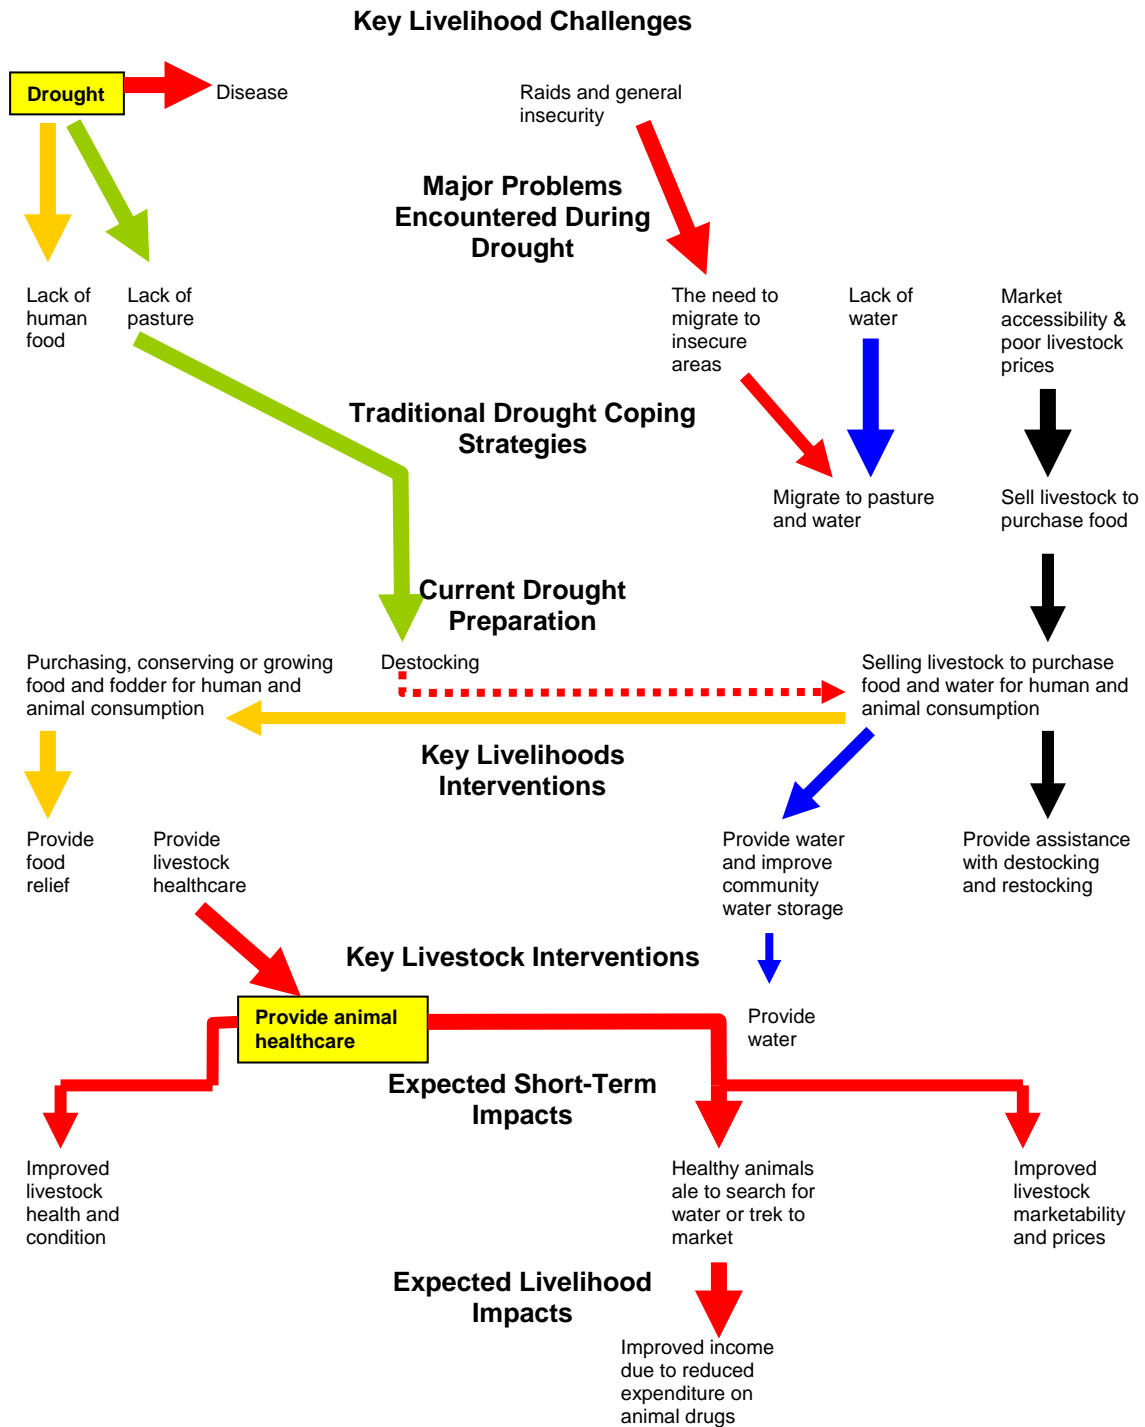 Key Livelihood Challenges
Drought
Disease
Raids and general
insecurity
Major Problems
Encountered During
Drought
Lack of
human
food
Lack of
pasture
The need to
migrate to
insecure
areas
Lack of
water
Market
accessibility &
poor livestock
prices
Traditional Drought Coping
Strategies
Migrate to pasture
and water
Sell livestock to
purchase food
Current Drought
Preparation
Purchasing, conserving or growing
food and fodder for human and
animal consumption
Destocking
Selling livestock to purchase
food and water for human and
animal consumption
Key Livelihoods
Interventions
Provide
food
relief
Provide
livestock
healthcare
Provide water
and improve
community
water storage
Provide assistance
with destocking
and restocking
Key Livestock Interventions
Provide animal
healthcare
Provide
water
Expected Short-Term
Impacts
Improved
livestock
health and
condition
Healthy animals
ale to search for
water or trek to
market
Improved
livestock
marketability
and prices
Expected Livelihood
Impacts
Improved income
due to reduced
expenditure on
animal drugs